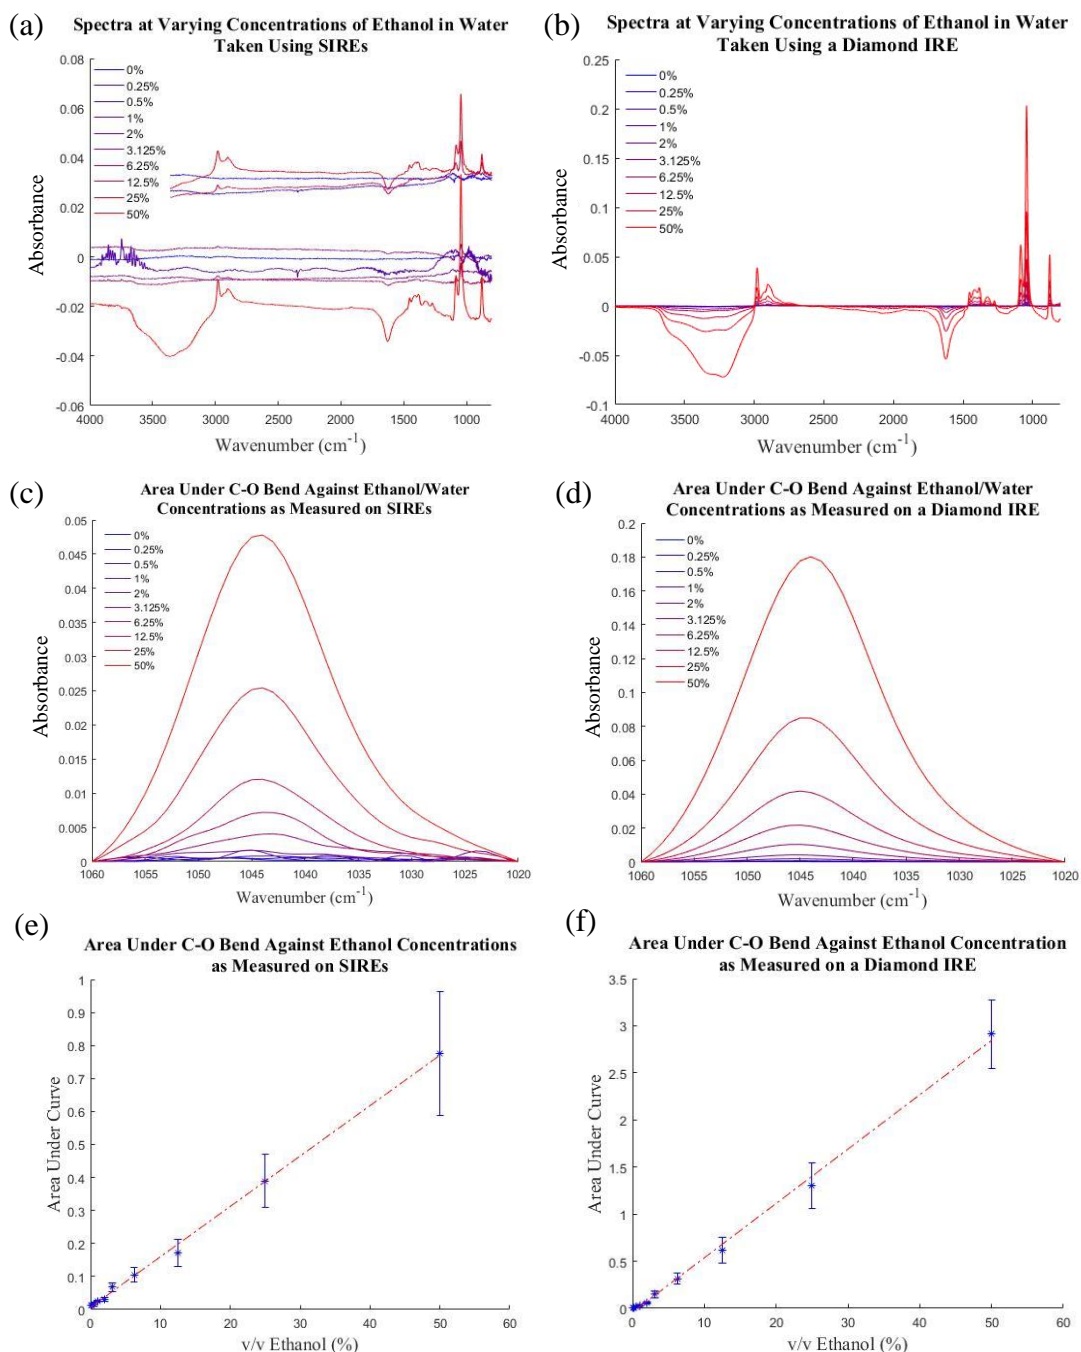 (a)
Spectra at Varying Concentrations of Ethanol in Water
Taken Using SIREs
0.08
0.06
0.04
0.02
0
-0.02
-0.04
-0.06
Absorbance
0%
0.25%
0.5%
1%
2%
3.125%
6.25%
12.5%
25%
50%
4000 3500 3000 2500 2000 1500 1000
Wavenumber (cm-1)
(b)
Spectra at Varying Concentrations of Ethanol in Water
Taken Using a Diamond IRE
0.25
0.2
0.15
0.1
0.05
0
-0.05
-0.1
Absorbance
0%
0.25%
0.5%
1%
2%
3.125%
6.25%
12.5%
25%
50%
4000 3500 3000 2500 2000 1500 1000
Wavenumber (cm-1)
(c)
Area Under C-O Bend Against Ethanol/Water
Concentrations as Measured on SIREs
0.05
0.045
0.04
0.035
0.03
0.025
0.02
0.015
0.01
0.005
0
Absorbance
0%
0.25%
0.5%
1%
2%
3.125%
6.25%
12.5%
25%
50%
1060 1055 1050 1045 1040 1035 1030 1025 1020
Wavenumber (cm-1)
(d)
Area Under C-O Bend Against Ethanol/Water
Concentrations as Measured on a Diamond IRE
0.2
0.18
0.16
0.14
0.12
0.1
0.08
0.06
0.04
0.02
0
Absorbance
0%
0.25%
0.5%
1%
2%
3.125%
6.25%
12.5%
25%
50%
1060 1055 1050 1045 1040 1035 1030 1025 1020
Wavenumber (cm-1)
(e)
Area Under C-O Bend Against Ethanol Concentrations
as Measured on SIREs
1
0.9
0.8
0.7
0.6
0.5
0.4
0.3
0.2
0.1
0
Area Under Curve
0 10 20 30 40 50 60
v/v Ethanol (%)
(f)
Area Under C-O Bend Against Ethanol Concentration
as Measured on a Diamond IRE
3.5
3
2.5
2
1.5
1
0.5
0
Area Under Curve
0 10 20 30 40 50 60
v/v Ethanol (%)